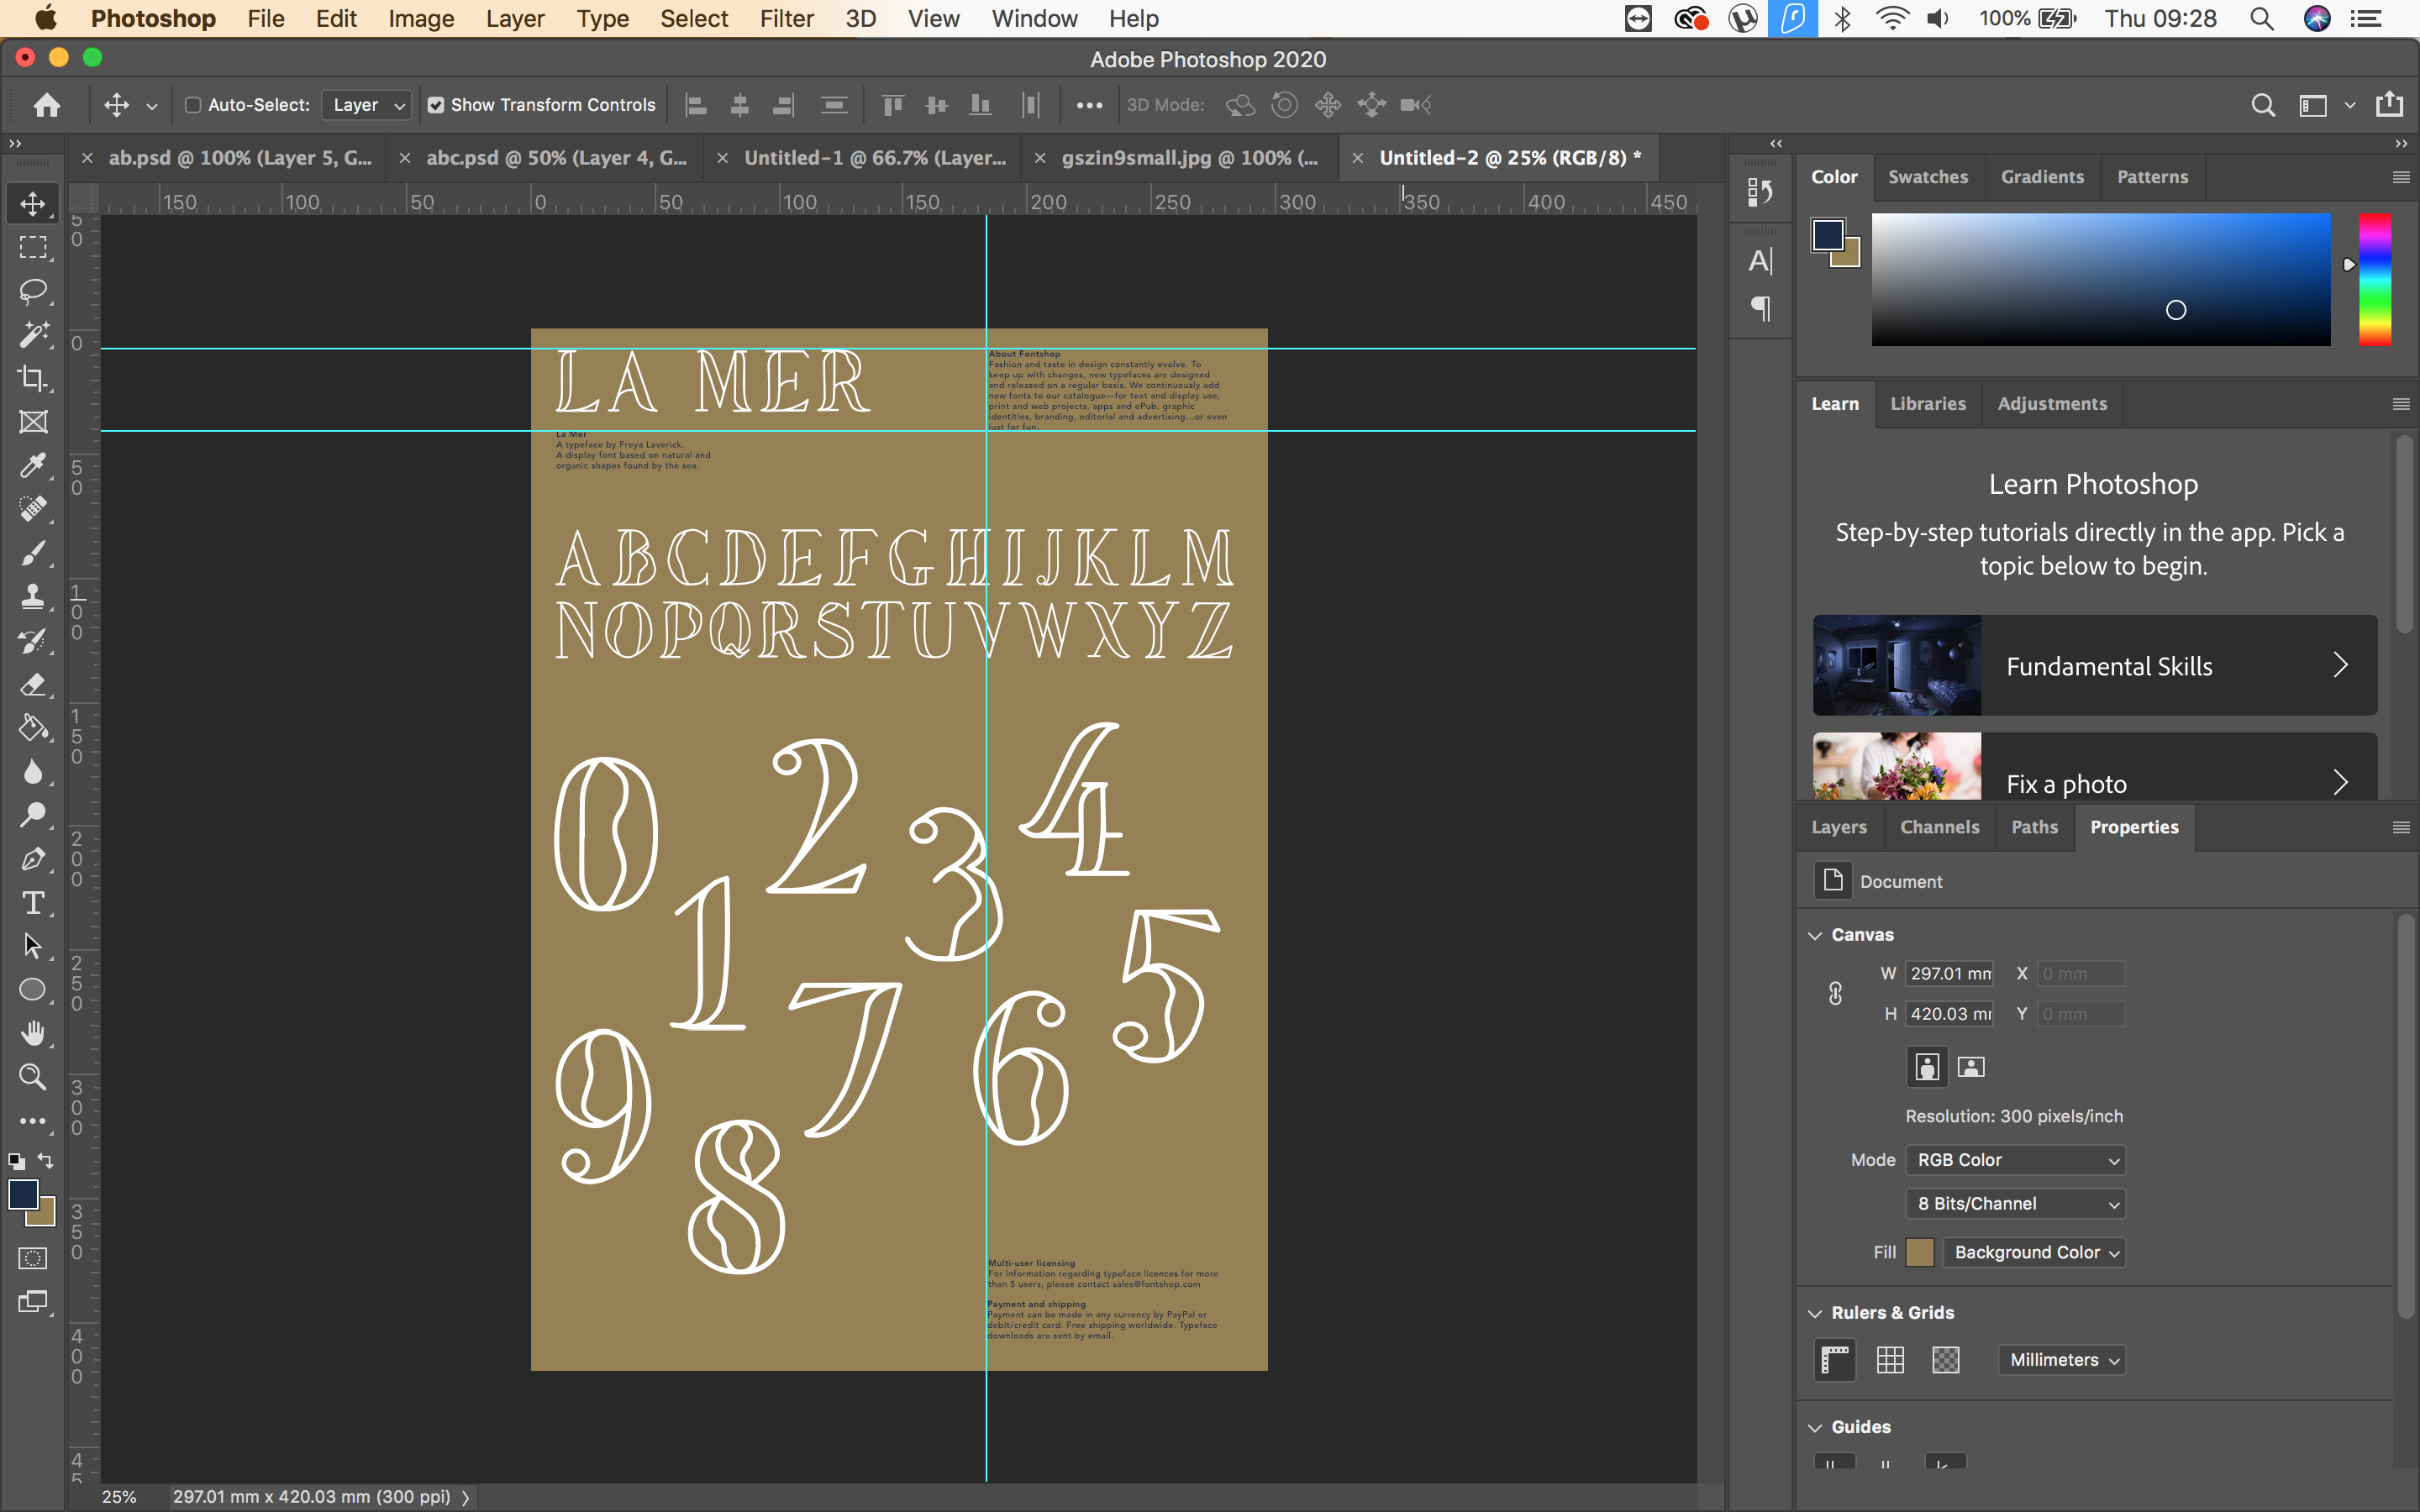 Photoshop File Edit Image Layer Type Select Filter 3D View Window Help 100% Thu 09:28
Adobe Photoshop 2020
Auto-Select: Layer Show Transform Controls 3D Mode:
ab.psd @ 100% (Layer 5, G... abc.psd @ 50% (Layer 4, G... Untitled-1 @ 66.7% (Layer... gszin9small.jpg @ 100% (... Untitled-2 @ 25% (RGB/8) *
150 100 50 0 50 100 150 200 250 300 350 400 450
50
0
50
100
150
200
250
300
350
400
45
LA MER
About Fontshop
Fashion and taste in design constantly evolve. To
keep up with changes, new typefaces are designed
and released on a regular basis. We continuously add
new fonts to our catalogue—for text and display use,
print and web projects, apps and ePub, graphic
identities, branding, editorial and advertising...or even
just for fun.
La Mer
A typeface by Freya Laverick.
A display font based on natural and
organic shapes found by the sea.
ABCDEFGHIJKLM
NOPQRSTUVWXYZ
0 2 4
1 3 5
9 7 6
8
Multi-user licensing
For information regarding typeface licences for more
than 5 users, please contact sales@fontshop.com
Payment and shipping
Payment can be made in any currency by PayPal or
debit/credit card. Free shipping worldwide. Typeface
downloads are sent by email.
25% 297.01 mm x 420.03 mm (300 ppi)
Color Swatches Gradients Patterns
Learn Libraries Adjustments
Learn Photoshop
Step-by-step tutorials directly in the app. Pick a
topic below to begin.
Fundamental Skills
Fix a photo
Layers Channels Paths Properties
Document
Canvas
W 297.01 mm X 0 mm
H 420.03 mm Y 0 mm
Resolution: 300 pixels/inch
Mode RGB Color
8 Bits/Channel
Fill Background Color
Rulers & Grids
Millimeters
Guides